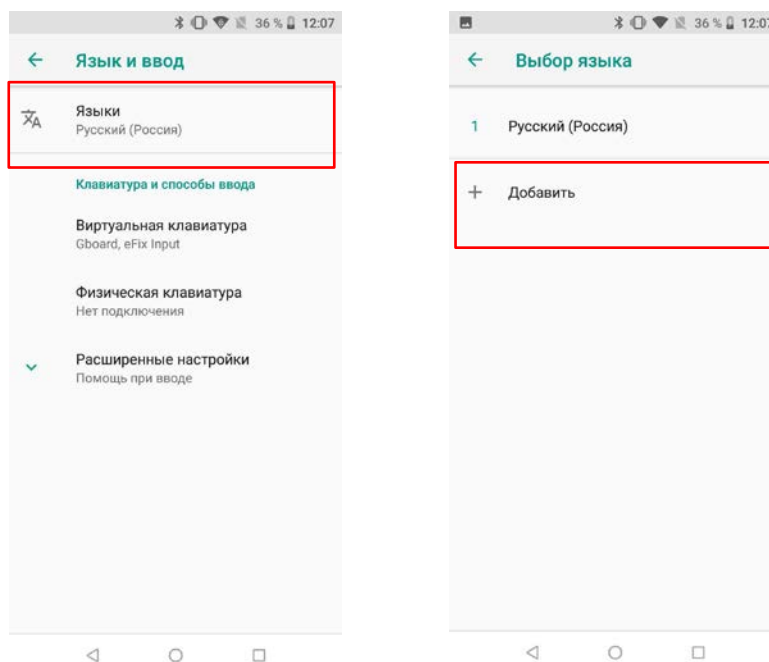 36 % 12:07
Язык и ввод
Языки
Русский (Россия)
Клавиатура и способы ввода
Виртуальная клавиатура
Gboard, eFix Input
Физическая клавиатура
Нет подключения
Расширенные настройки
Помощь при вводе
36 % 12:07
Выбор языка
1 Русский (Россия)
+ Добавить